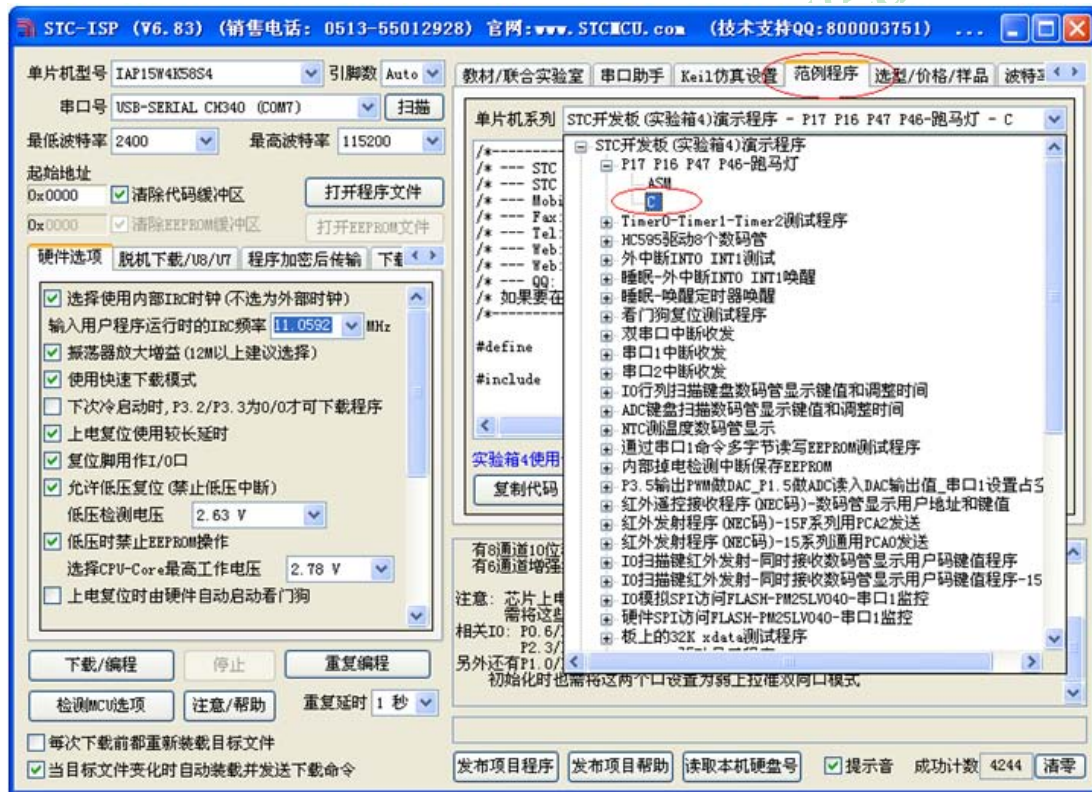 STC-ISP (V6.83) (销售电话: 0513-55012928) 官网:www.STCMCU.com (技术支持QQ:800003751) ...
单片机型号 IAP15W4K58S4 引脚数 Auto
串口号 USB-SERIAL CH340 (COM7) 扫描
最低波特率 2400 最高波特率 115200
起始地址
0x0000 清除代码缓冲区 打开程序文件
0x0000 清除EEPROM缓冲区 打开EEPROM文件
硬件选项 脱机下载/U8/U7 程序加密后传输
选择使用内部IRC时钟(不选为外部时钟)
输入用户程序运行时的IRC频率 11.0592 MHz
振荡器放大增益(12M以上建议选择)
使用快速下载模式
下次冷启动时,P3.2/P3.3为0/0才可下载程序
上电复位使用较长延时
复位脚用作I/O口
允许低压复位(禁止低压中断)
低压检测电压 2.63 V
低压时禁止EEPROM操作
选择CPU-Core最高工作电压 2.78 V
上电复位时由硬件自动启动看门狗
下载/编程 停止 重复编程
检测MCU选项 注意/帮助 重复延时 1 秒
每次下载前都重新装载目标文件
当目标文件变化时自动装载并发送下载命令
教材/联合实验室 串口助手 Keil仿真设置 范例程序 选型/价格/样品 波特率
单片机系列 STC开发板(实验箱4)演示程序 - P17 P16 P47 P46-跑马灯 - C
/*----------
/* --- STC
/* --- STC
/* --- Mobi
/* --- Fax:
/* --- Tel:
/* --- Web:
/* --- Web:
/* --- QQ:
/* 如果要在
/*----------
#define
#include
实验箱4使用
复制代码
STC开发板(实验箱4)演示程序
P17 P16 P47 P46-跑马灯
ASM
C
Timer0-Timer1-Timer2测试程序
HC595驱动8个数码管
外中断INT0 INT1测试
睡眠-外中断INT0 INT1唤醒
睡眠-唤醒定时器唤醒
看门狗复位测试程序
双串口中断收发
串口1中断收发
串口2中断收发
IO行列扫描键盘数码管显示键值和调整时间
ADC键盘扫描数码管显示键值和调整时间
NTC测温度数码管显示
通过串口1命令多字节读写EEPROM测试程序
内部掉电检测中断保存EEPROM
P3.5输出PWM做DAC_P1.5做ADC读入DAC输出值_串口1设置占空
红外遥控接收程序(NEC码)-数码管显示用户地址和键值
红外发射程序(NEC码)-15F系列用PCA2发送
红外发射程序(NEC码)-15系列通用PCA0发送
IO扫描键红外发射-同时接收数码管显示用户码键值程序
IO扫描键红外发射-同时接收数码管显示用户码键值程序-15
IO模拟SPI访问FLASH-PM25LV040-串口1监控
硬件SPI访问FLASH-PM25LV040-串口1监控
板上的32K xdata测试程序
有8通道10位
有6通道增强
注意: 芯片上电
需将这些
相关IO: P0.6/
P2.3/
另外还有P1.0/
初始化时也需将这两个口设置为弱上拉准双向口模式
发布项目程序 发布项目帮助 读取本机硬盘号 提示音 成功计数 4244 清零